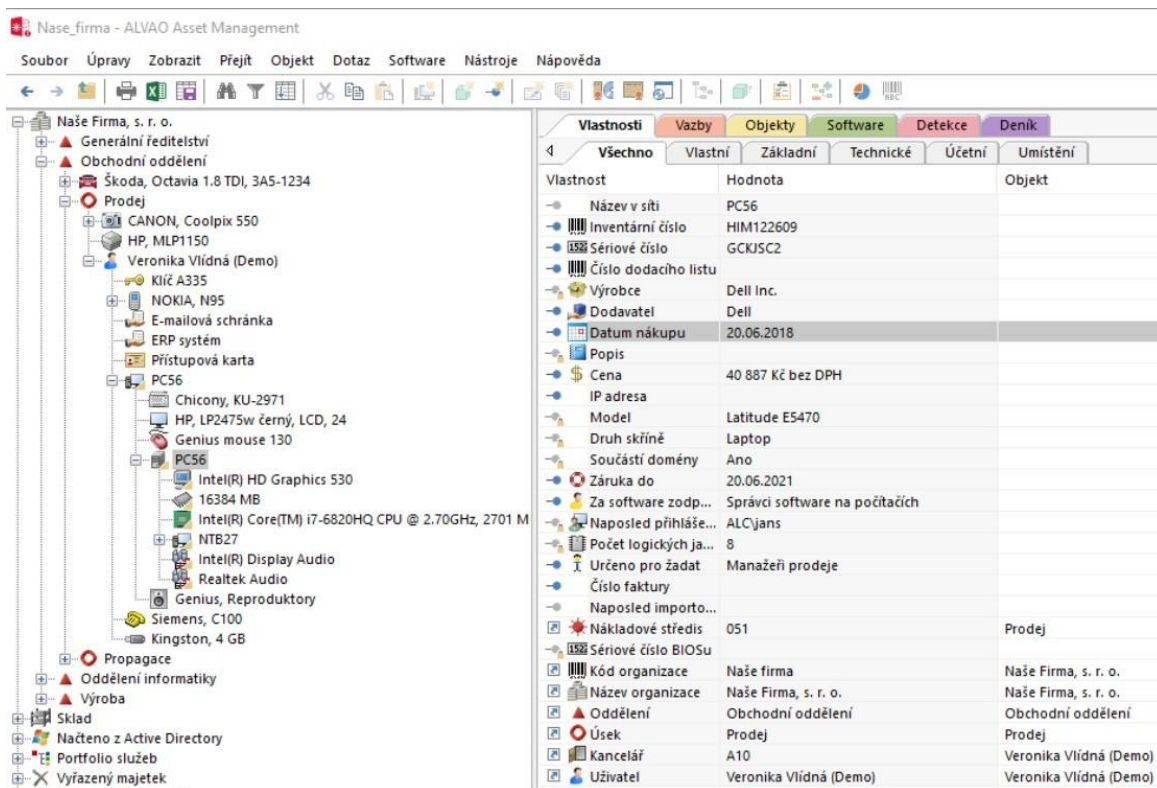 Nase_firma - ALVAO Asset Management
Soubor Úpravy Zobrazit Přejít Objekt Dotaz Software Nástroje Nápověda
Naše Firma, s. r. o.
Generální ředitelství
Obchodní oddělení
Škoda, Octavia 1.8 TDI, 3A5-1234
Prodej
CANON, Coolpix 550
HP, MLP1150
Veronika Vlídná (Demo)
Klíč A335
NOKIA, N95
E-mailová schránka
ERP systém
Přístupová karta
PC56
Chicony, KU-2971
HP, LP2475w černý, LCD, 24
Genius mouse 130
PC56
Intel(R) HD Graphics 530
16384 MB
Intel(R) Core(TM) i7-6820HQ CPU @ 2.70GHz, 2701 M
NTB27
Intel(R) Display Audio
Realtek Audio
Genius, Reproduktory
Siemens, C100
Kingston, 4 GB
Propagace
Oddělení informatiky
Výroba
Sklad
Načteno z Active Directory
Portfolio služeb
Vyřazený majetek
Vlastnosti Vazby Objekty Software Detekce Deník
Všechno Vlastní Základní Technické Účetní Umístění
Vlastnost Hodnota Objekt
Název v síti PC56
Inventární číslo HIM122609
Sériové číslo GCKJSC2
Číslo dodacího listu
Výrobce Dell Inc.
Dodavatel Dell
Datum nákupu 20.06.2018
Popis
Cena 40 887 Kč bez DPH
IP adresa
Model Latitude E5470
Druh skříně Laptop
Součástí domény Ano
Záruka do 20.06.2021
Za software zodp... Správci software na počítačích
Naposled přihláše... ALC\jans
Počet logických ja... 8
Určeno pro žadat Manažeři prodeje
Číslo faktury
Naposled importo...
Nákladové středis 051 Prodej
Sériové číslo BIOSu
Kód organizace Naše firma Naše Firma, s. r. o.
Název organizace Naše Firma, s. r. o. Naše Firma, s. r. o.
Oddělení Obchodní oddělení Obchodní oddělení
Úsek Prodej Prodej
Kancelář A10 Veronika Vlídná (Demo)
Uživatel Veronika Vlídná (Demo) Veronika Vlídná (Demo)